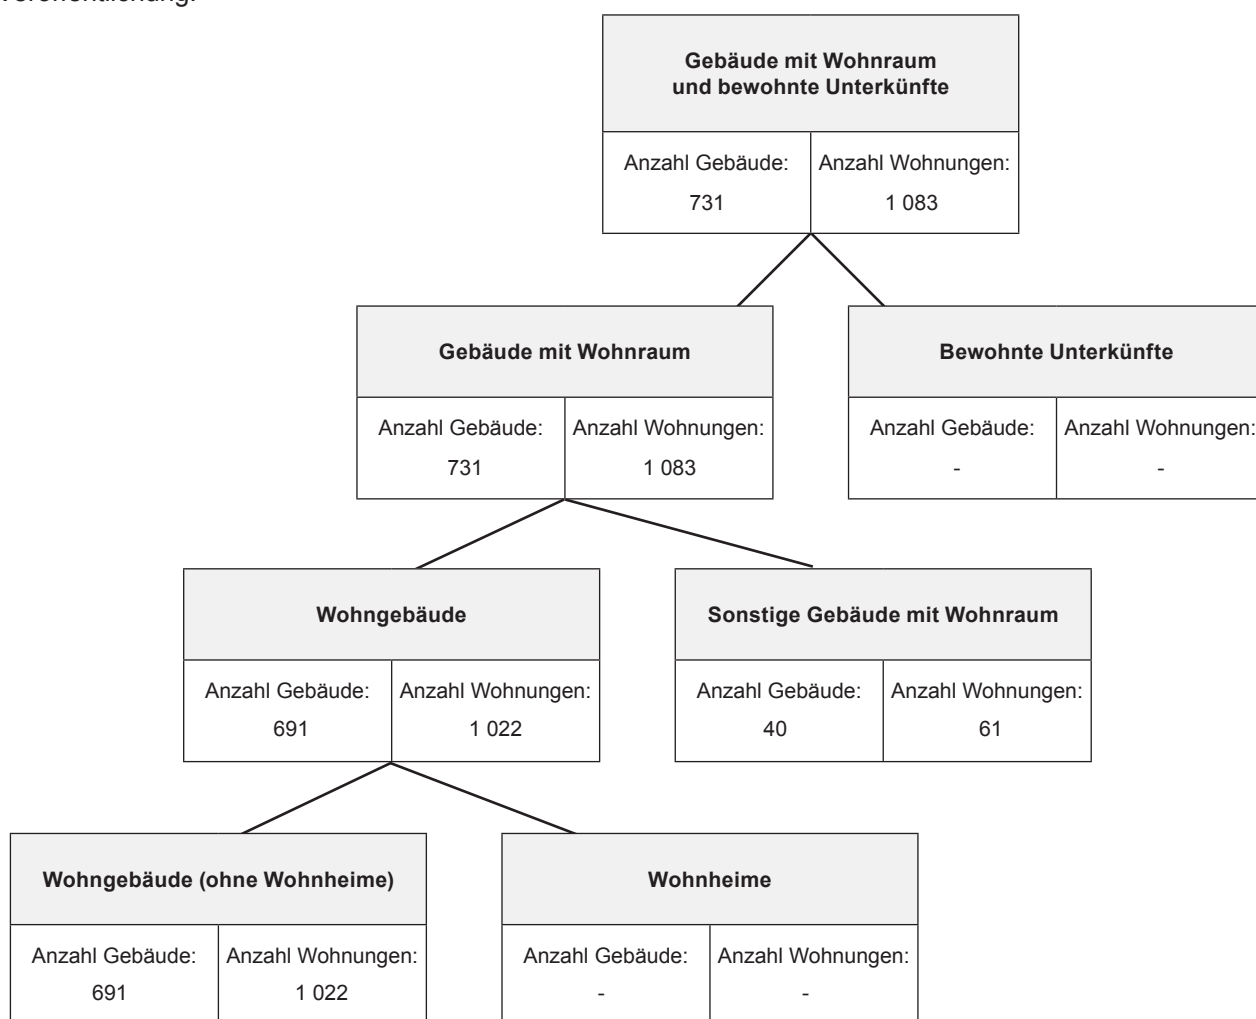 Veröffentlichung.
Gebäude mit Wohnraum
und bewohnte Unterkünfte
Anzahl Gebäude:
731
Anzahl Wohnungen:
1 083
Gebäude mit Wohnraum
Anzahl Gebäude:
731
Anzahl Wohnungen:
1 083
Bewohnte Unterkünfte
Anzahl Gebäude:
-
Anzahl Wohnungen:
-
Wohngebäude
Anzahl Gebäude:
691
Anzahl Wohnungen:
1 022
Sonstige Gebäude mit Wohnraum
Anzahl Gebäude:
40
Anzahl Wohnungen:
61
Wohngebäude (ohne Wohnheime)
Anzahl Gebäude:
691
Anzahl Wohnungen:
1 022
Wohnheime
Anzahl Gebäude:
-
Anzahl Wohnungen:
-